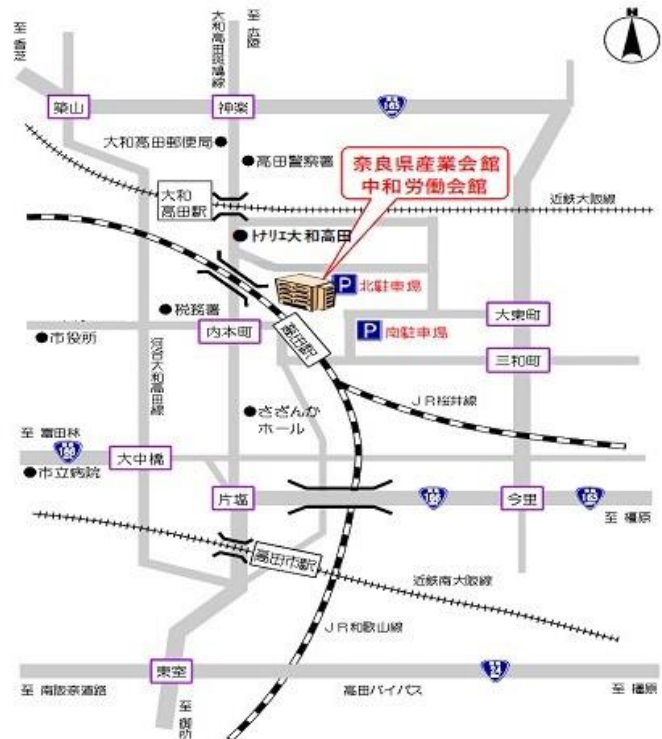 至 香芝
大和高田斑鳩線
至 広陵
築山
神楽
165
大和高田郵便局
高田警察署
奈良県産業会館
中和労働会館
大和
高田駅
近鉄大阪線
トナリエ大和高田
P
北駐車場
税務署
大東町
市役所
内本町
高田駅
P
南駐車場
三和町
河合大和高田線
JR桜井線
さざんか
ホール
至 富田林
166
大中橋
市立病院
片塩
166
今里
165
至 橿原
高田市駅
近鉄南大阪線
JR和歌山線
東室
24
至 南阪奈道路
高田バイパス
至 橿原
至 御所